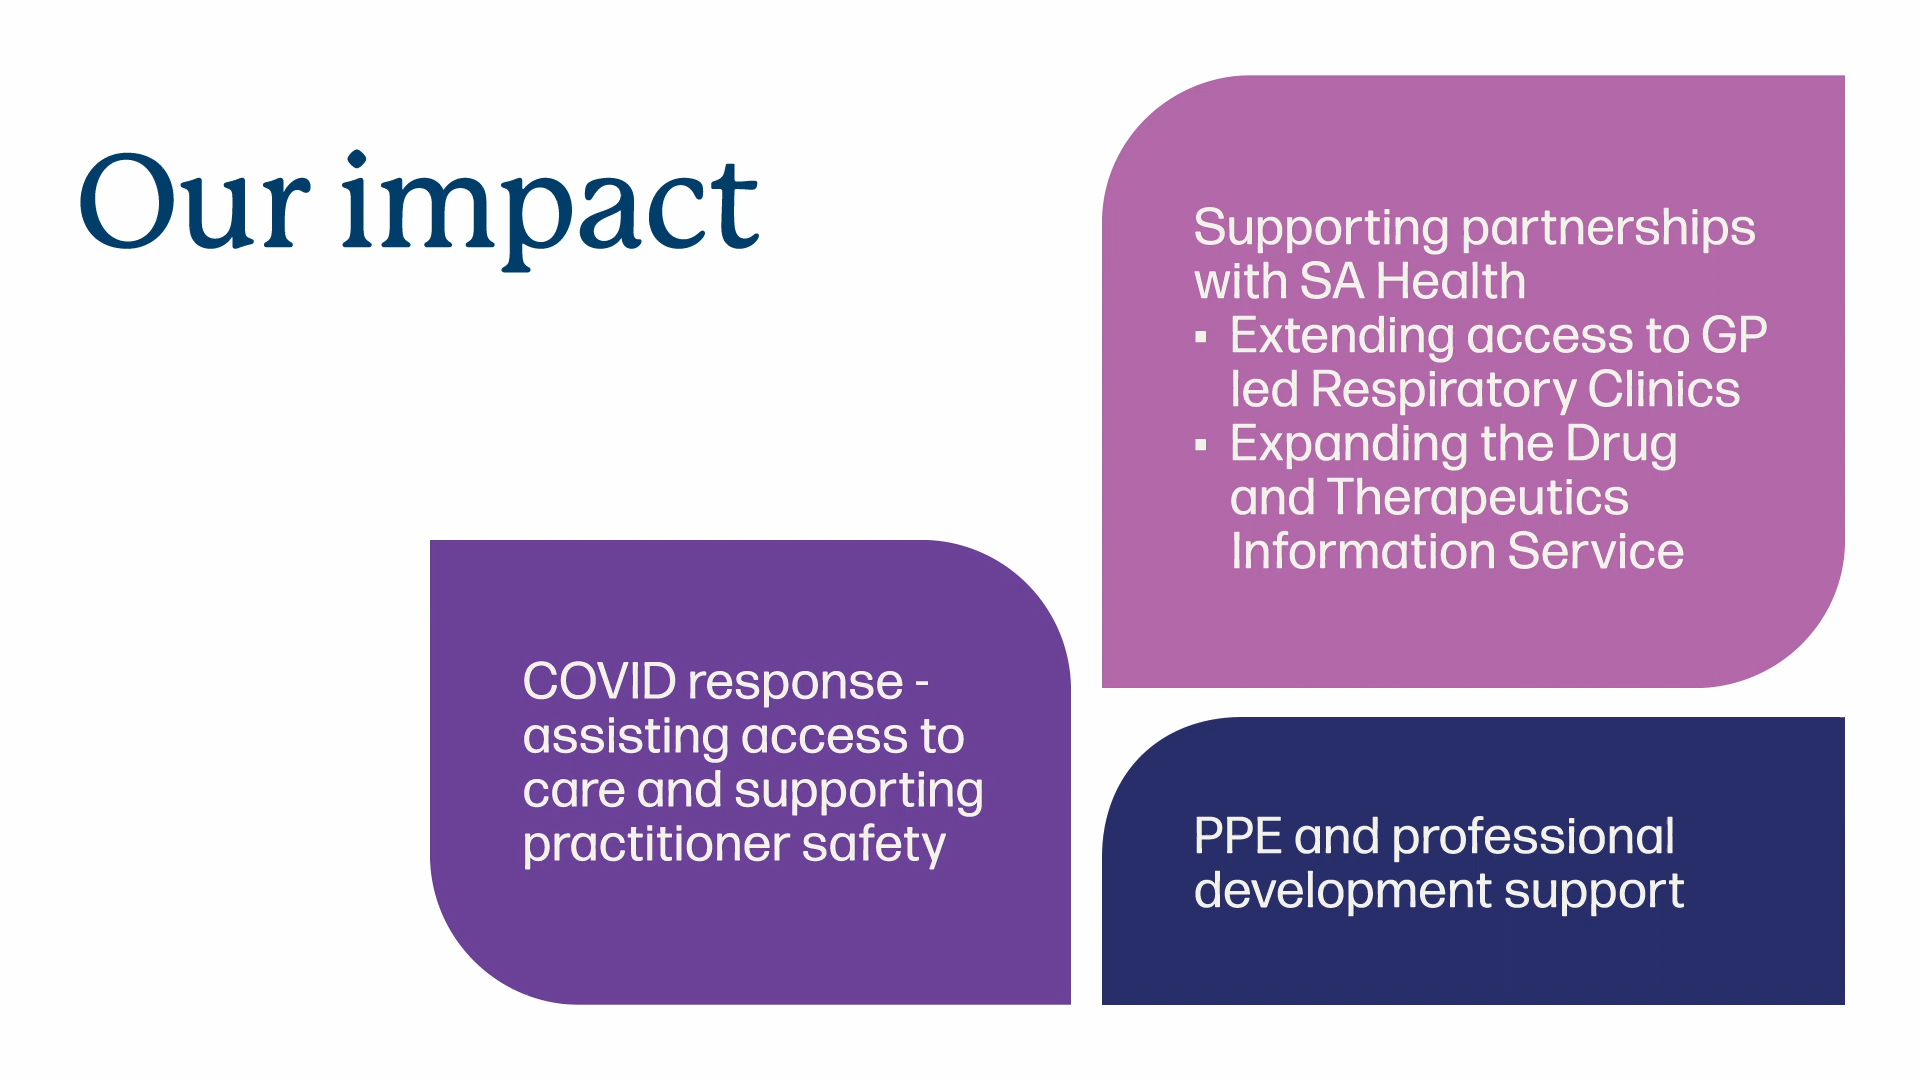 Our impact
Supporting partnerships
with SA Health
▪ Extending access to GP
led Respiratory Clinics
▪ Expanding the Drug
and Therapeutics
Information Service
COVID response -
assisting access to
care and supporting
practitioner safety
PPE and professional
development support